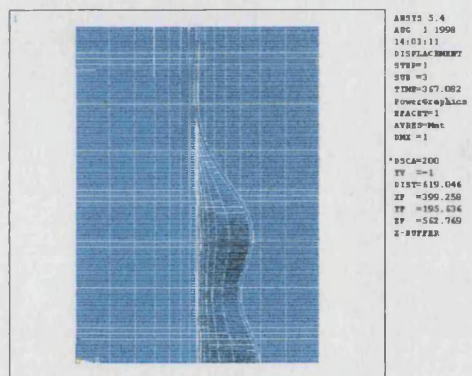 1
ANSYS 5.4
AUG 1 1998
14:03:11
DISPLACEMENT
STEP=1
SUB =3
TIME=367.082
PowerGraphics
EFACET=1
AVRES=Mat
DMX =1
*DSCA=200
YV =-1
DIST=619.046
XF =399.258
YF =195.636
ZF =562.769
Z-BUFFER